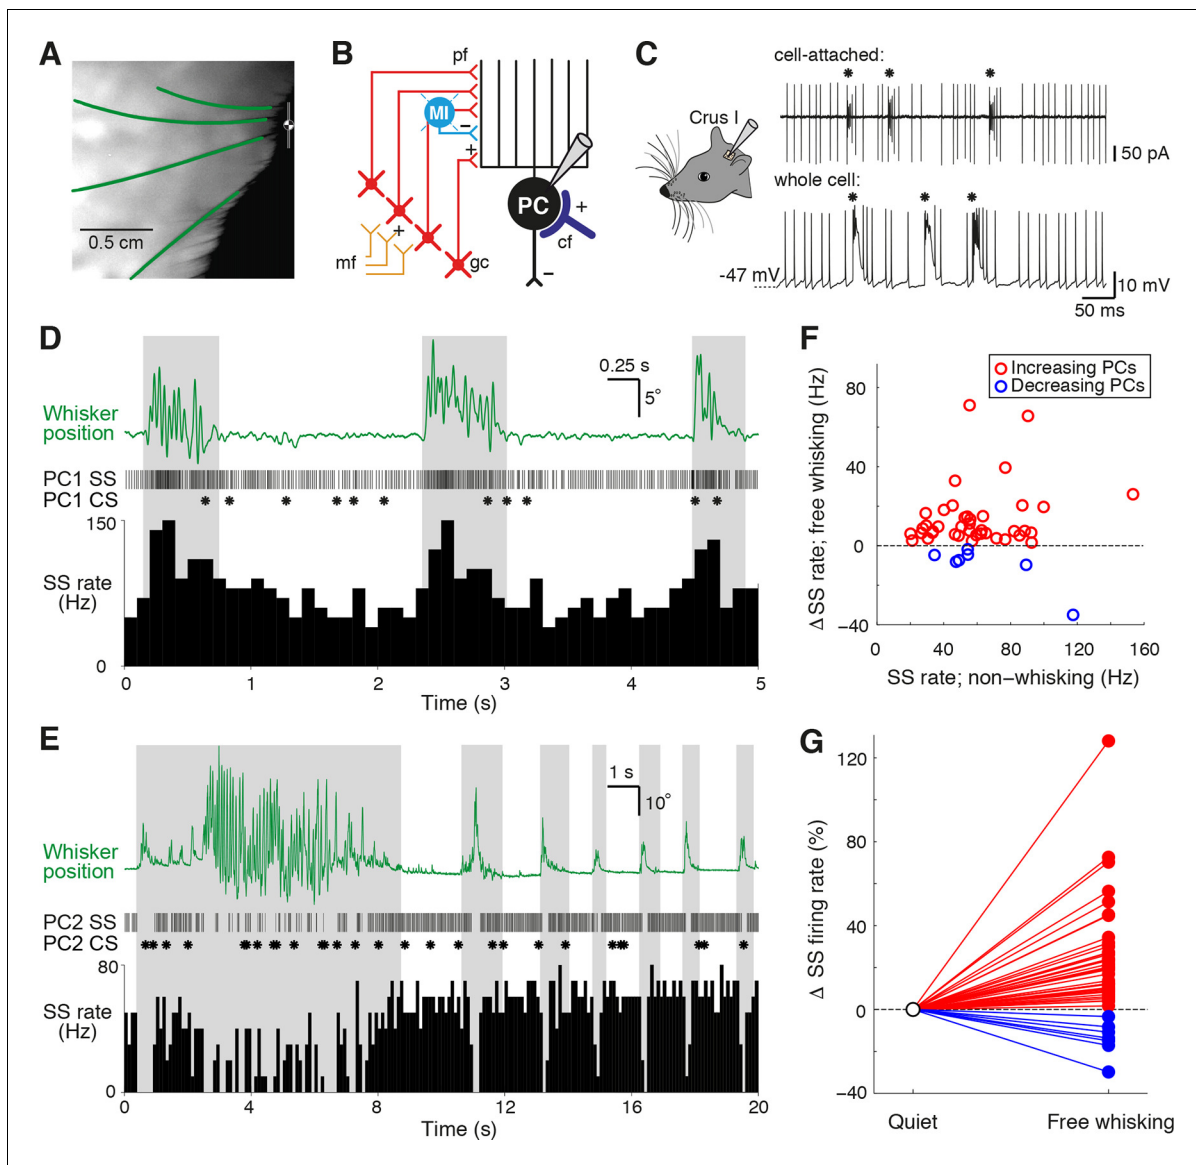 A
0.5 cm
B
pf
MI
−
+
PC
+
cf
+
mf
gc
−
C
cell-attached:
* * *
Crus I
50 pA
whole cell:
* * *
-47 mV
10 mV
50 ms
D
0.25 s
5°
Whisker
position
PC1 SS
PC1 CS
150
SS rate
(Hz)
0
0 1 2 3 4 5
Time (s)
E
1 s
10°
Whisker
position
PC2 SS
PC2 CS
80
SS rate
(Hz)
0
0 4 8 12 16 20
Time (s)
F
Increasing PCs
Decreasing PCs
Δ SS rate; free whisking (Hz)
80
40
0
−40
0 40 80 120 160
SS rate; non−whisking (Hz)
G
Δ SS firing rate (%)
120
80
40
0
−40
Quiet Free whisking